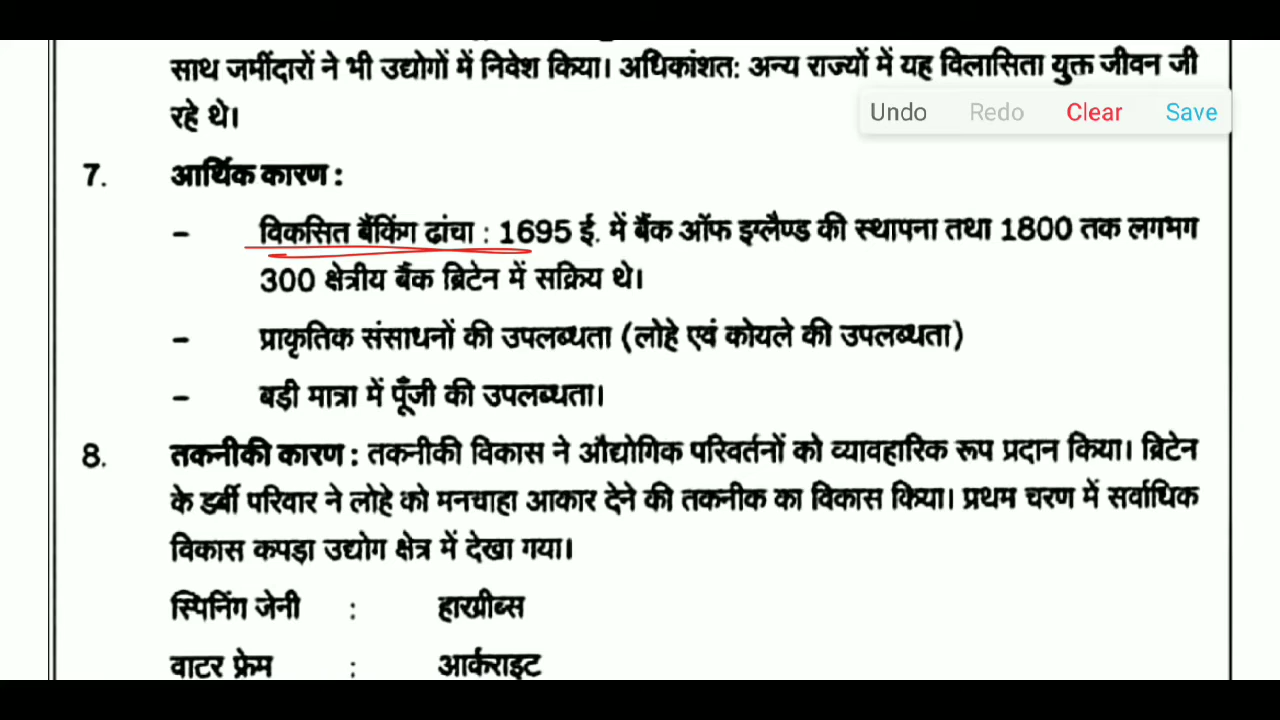 साथ जमींदारों ने भी उद्योगों में निवेश किया। अधिकांशत: अन्य राज्यों में यह विलासिता युक्त जीवन जी
रहे थे।
Undo Redo Clear Save
7. आर्थिक कारण :
– विकसित बैंकिंग ढांचा : 1695 ई. में बैंक ऑफ इग्लैण्ड की स्थापना तथा 1800 तक लगभग
300 क्षेत्रीय बैंक ब्रिटेन में सक्रिय थे।
– प्राकृतिक संसाधनों की उपलब्धता (लोहे एवं कोयले की उपलब्धता)
– बड़ी मात्रा में पूँजी की उपलब्धता।
8. तकनीकी कारण : तकनीकी विकास ने औद्योगिक परिवर्तनों को व्यावहारिक रूप प्रदान किया। ब्रिटेन
के डर्बी परिवार ने लोहे को मनचाहा आकार देने की तकनीक का विकास किया। प्रथम चरण में सर्वाधिक
विकास कपड़ा उद्योग क्षेत्र में देखा गया।
स्पिनिंग जेनी : हारग्रीब्स
वाटर फ्रेम : आर्कराइट